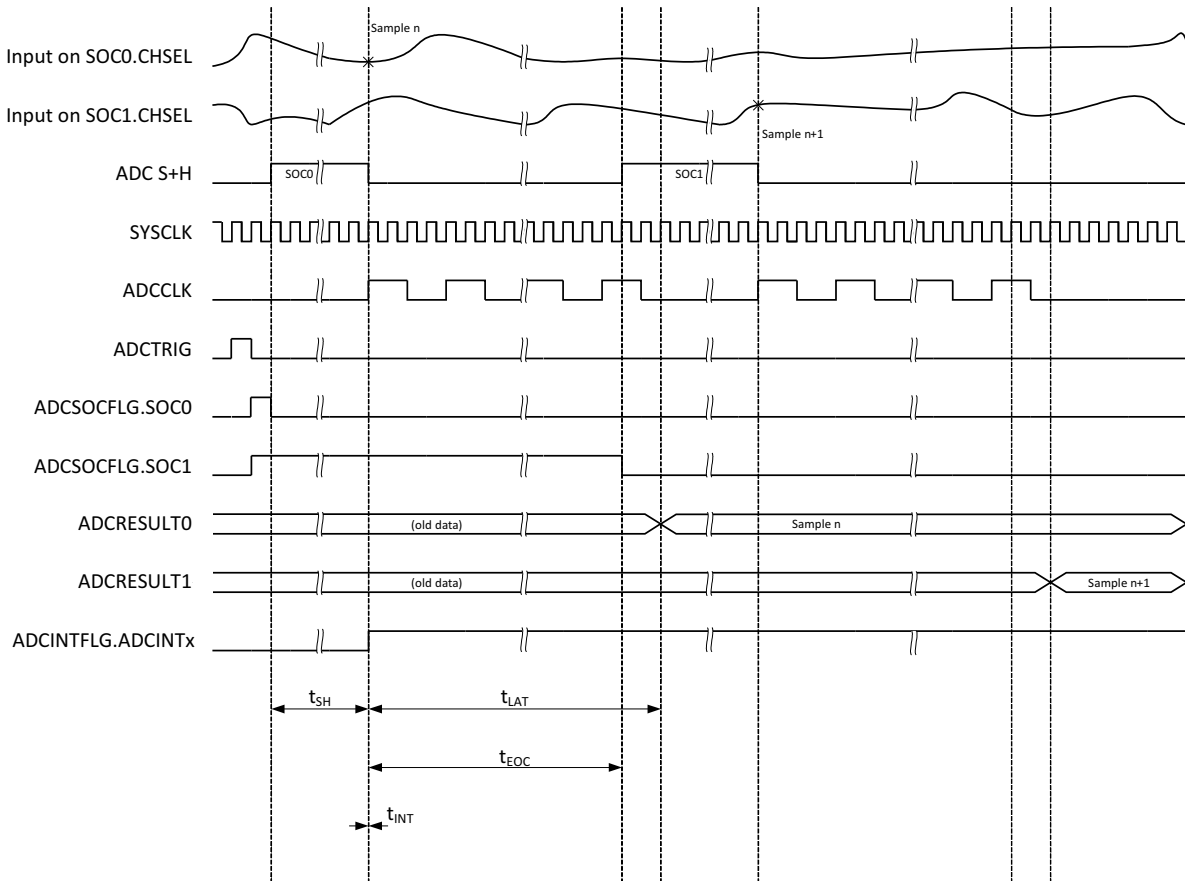 Sample n
Input on SOC0.CHSEL
Input on SOC1.CHSEL
Sample n+1
ADC S+H
SOC0
SOC1
SYSCLK
ADCCLK
ADCTRIG
ADCSOCFLG.SOC0
ADCSOCFLG.SOC1
ADCRESULT0
(old data)
Sample n
ADCRESULT1
(old data)
Sample n+1
ADCINTFLG.ADCINTx
tSH
tLAT
tEOC
tINT